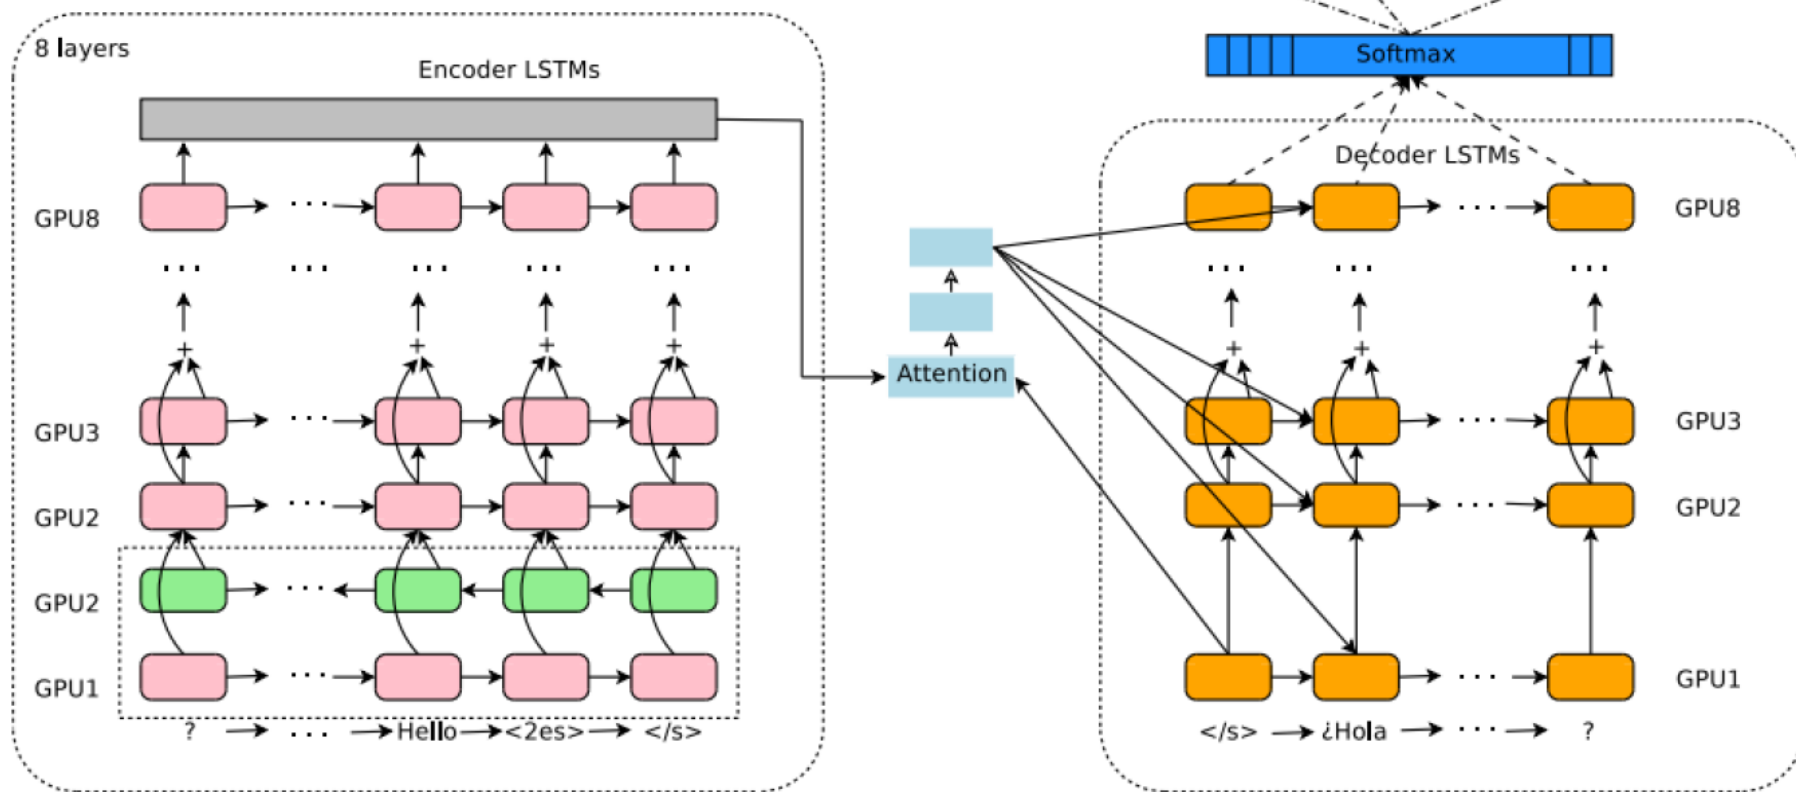 8 layers
Encoder LSTMs
GPU8
... 
... ... ... ... ...
+ + + +
GPU3
...
GPU2
...
GPU2
...
GPU1
...
? ... Hello <2es> </s>
Attention
Softmax
Decoder LSTMs
... GPU8
... ... ...
+ + +
... GPU3
... GPU2
... GPU1
</s> ¿Hola ... ?